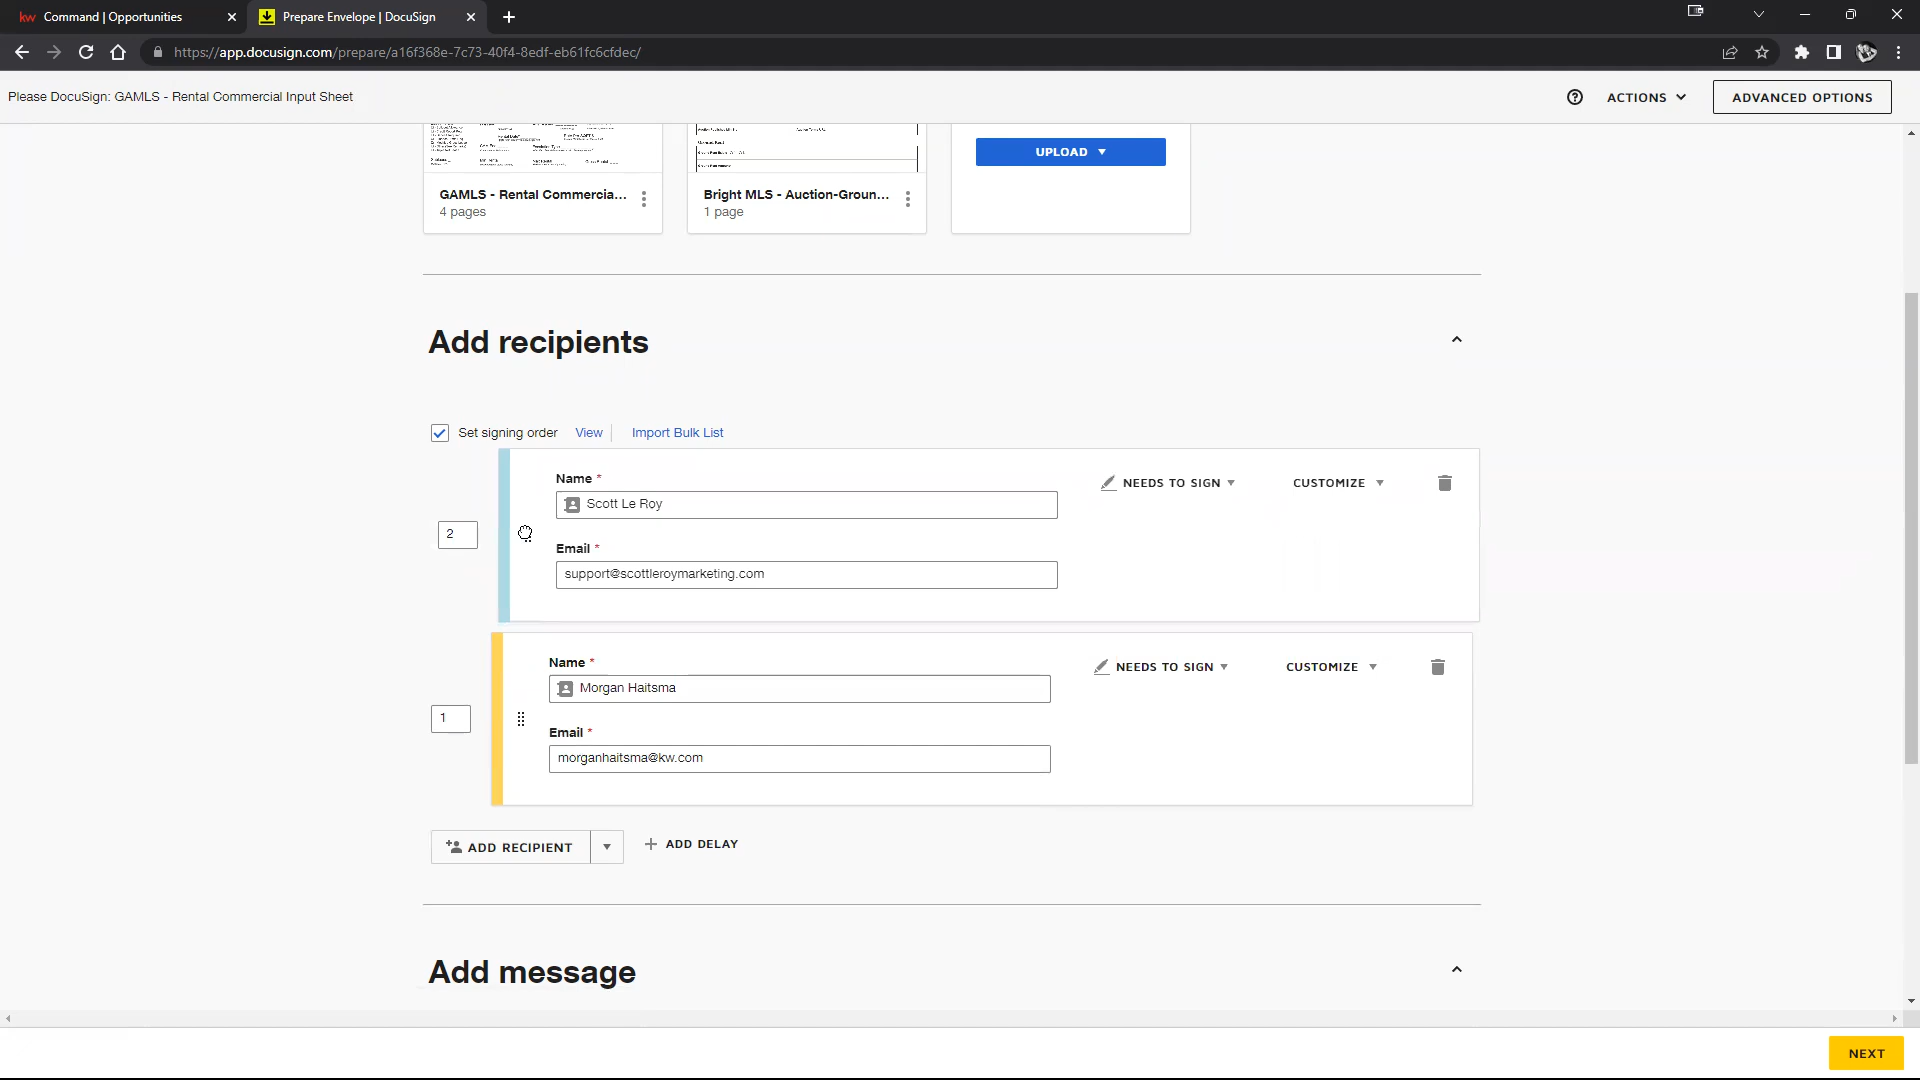 kw Command | Opportunities
Prepare Envelope | DocuSign
https://app.docusign.com/prepare/a16f368e-7c73-40f4-8edf-eb61fc6cfdec/
Please DocuSign: GAMLS - Rental Commercial Input Sheet
ACTIONS
ADVANCED OPTIONS
UPLOAD
GAMLS - Rental Commercia...
4 pages
Bright MLS - Auction-Groun...
1 page
Add recipients
Set signing order
View
Import Bulk List
2
Name *
Scott Le Roy
Email *
support@scottleroymarketing.com
NEEDS TO SIGN
CUSTOMIZE
1
Name *
Morgan Haitsma
Email *
morganhaitsma@kw.com
NEEDS TO SIGN
CUSTOMIZE
ADD RECIPIENT
ADD DELAY
Add message
NEXT